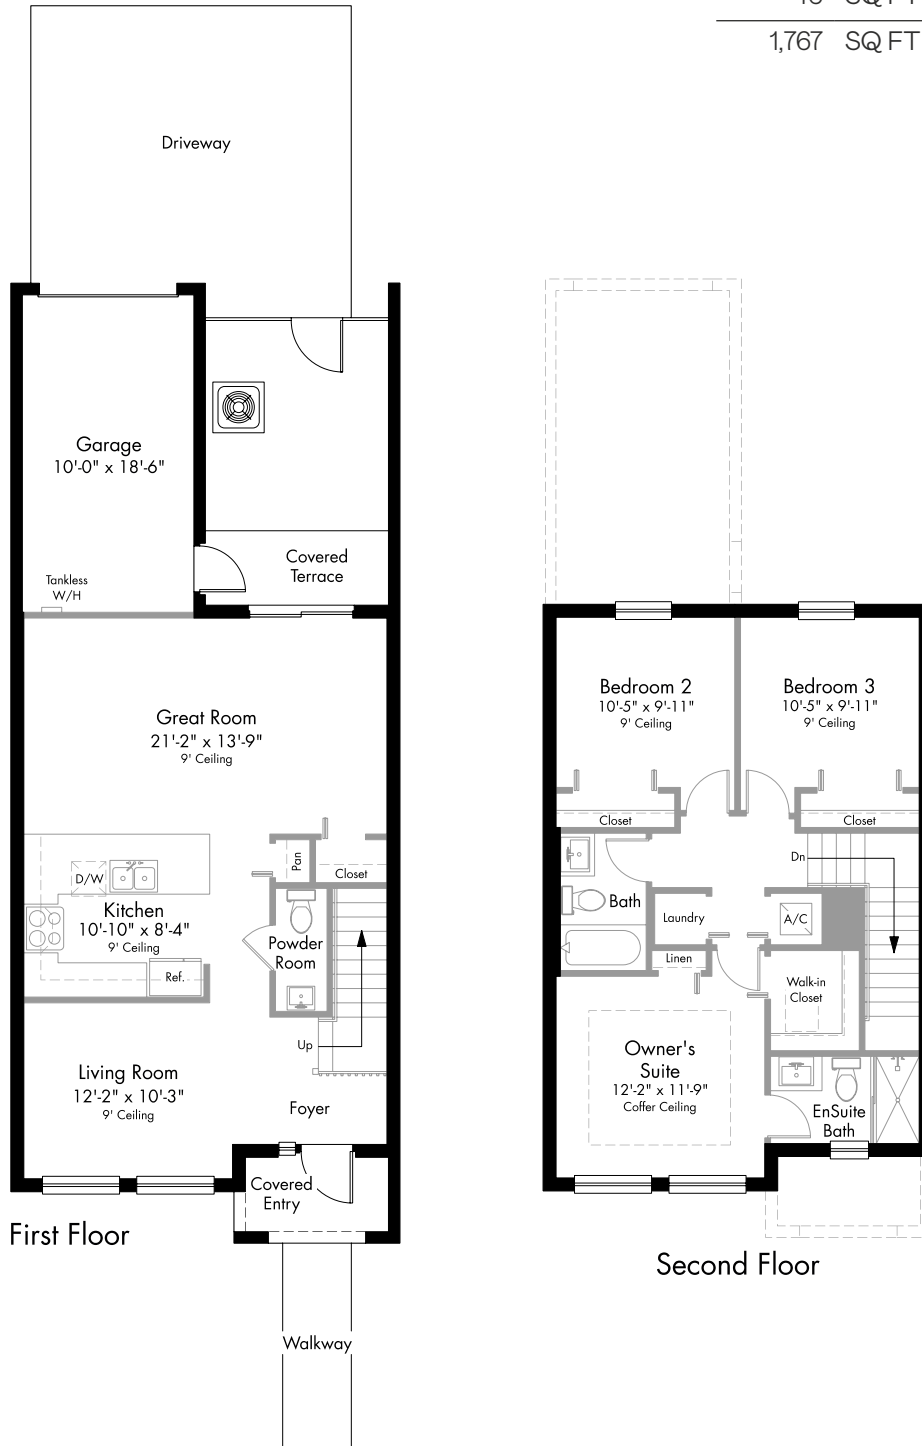 1,767 SQ FT
Driveway
Garage
10'-0" x 18'-6"
Tankless
W/H
Covered
Terrace
Great Room
21'-2" x 13'-9"
9' Ceiling
Pan
Closet
D/W
Kitchen
10'-10" x 8'-4"
9' Ceiling
Ref.
Powder
Room
Up
Living Room
12'-2" x 10'-3"
9' Ceiling
Foyer
Covered
Entry
First Floor
Walkway
Bedroom 2
10'-5" x 9'-11"
9' Ceiling
Bedroom 3
10'-5" x 9'-11"
9' Ceiling
Closet
Closet
Dn
Bath
Laundry
A/C
Linen
Walk-in
Closet
Owner's
Suite
12'-2" x 11'-9"
Coffer Ceiling
EnSuite
Bath
Second Floor